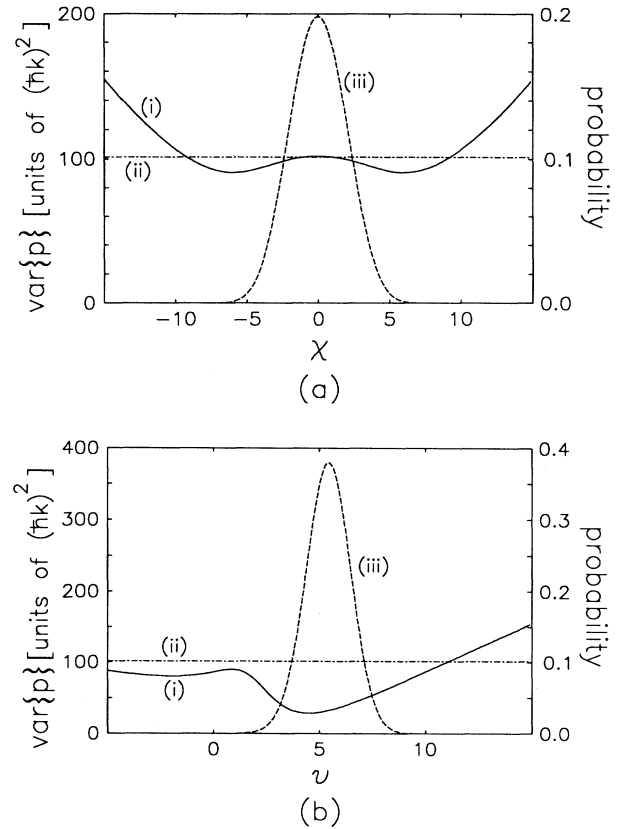 200
150
100
50
0
var{p} [units of (ħk)²]
(i)
(ii)
(iii)
0.2
0.1
0.0
probability
−10
−5
0
5
10
χ
(a)
400
300
200
100
0
var{p} [units of (ħk)²]
(ii)
(i)
(iii)
0.4
0.3
0.2
0.1
0.0
probability
0
5
10
υ
(b)